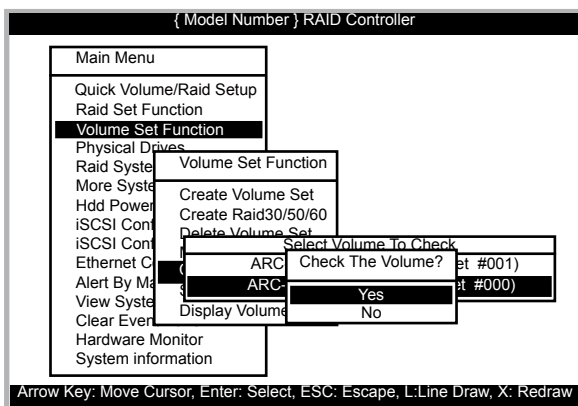 { Model Number } RAID Controller
Main Menu
Quick Volume/Raid Setup
Raid Set Function
Volume Set Function
Physical Drives
Raid Syste
More Syste
Hdd Power
iSCSI Conf
iSCSI Conf
Ethernet C
Alert By Ma
View Syste
Clear Even
Hardware Monitor
System information
Volume Set Function
Create Volume Set
Create Raid30/50/60
Delete Volume Set
Display Volume
Select Volume To Check
ARC #001)
ARC- #000)
Check The Volume?
Yes
No
Arrow Key: Move Cursor, Enter: Select, ESC: Escape, L:Line Draw, X: Redraw